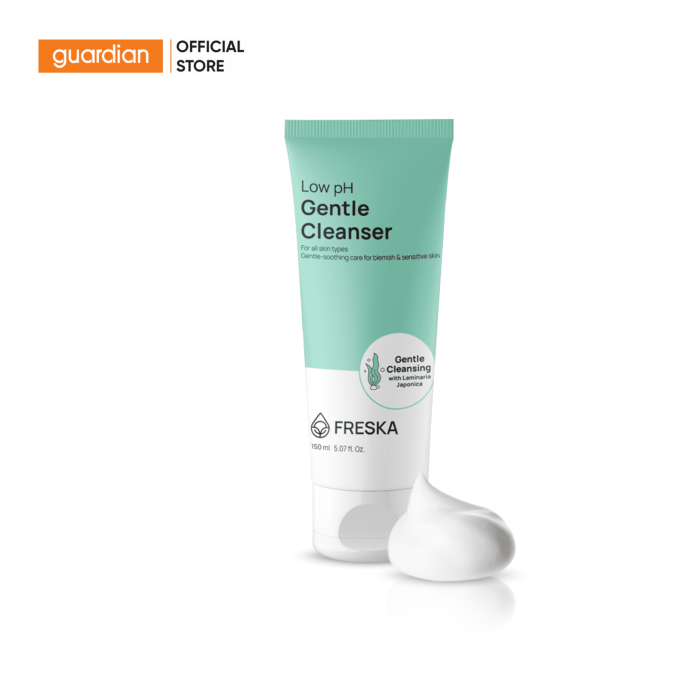 guardian
OFFICIAL
STORE
Low pH
Gentle
Cleanser
For all skin types
Gentle-soothing care for blemish & sensitive skin
Gentle
Cleansing
with Laminaria
Japonica
FRESKA
150 ml 5.07 fl. Oz.